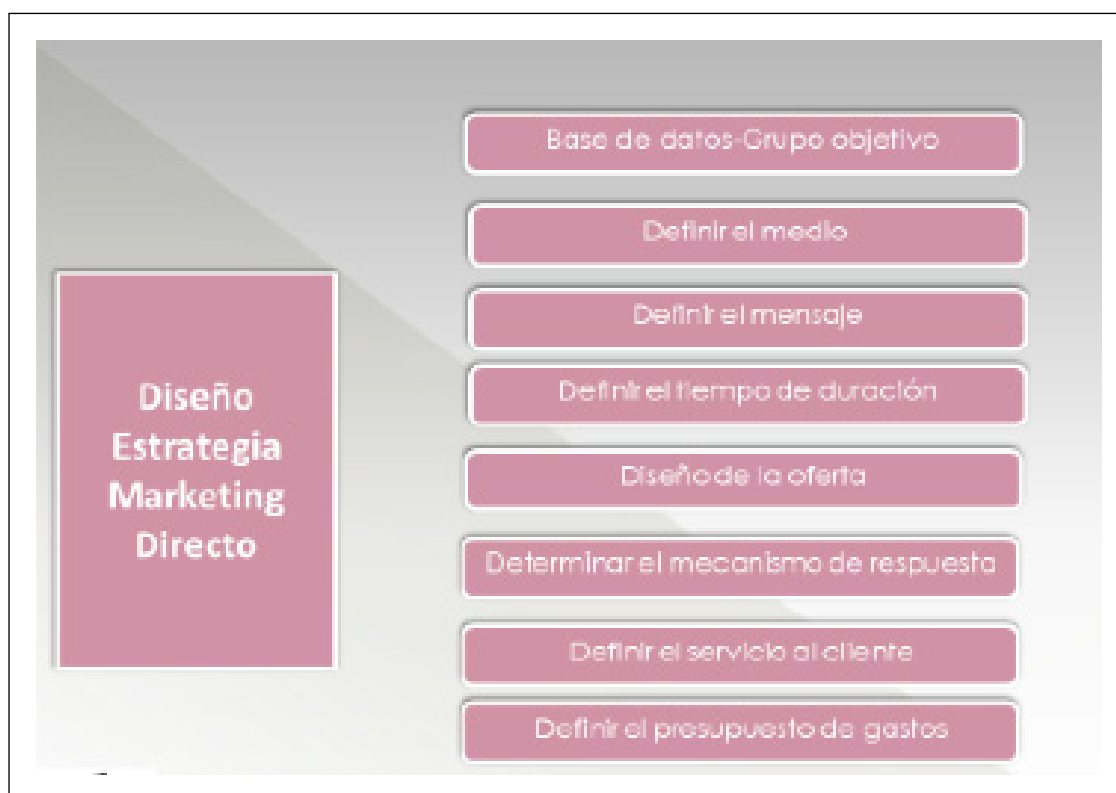 Base de datos-Grupo objetivo
Definir el medio
Definir el mensaje
Definir el tiempo de duración
Diseño de la oferta
Determinar el mecanismo de respuesta
Definir el servicio al cliente
Definir el presupuesto de gastos
Diseño
Estrategia
Marketing
Directo